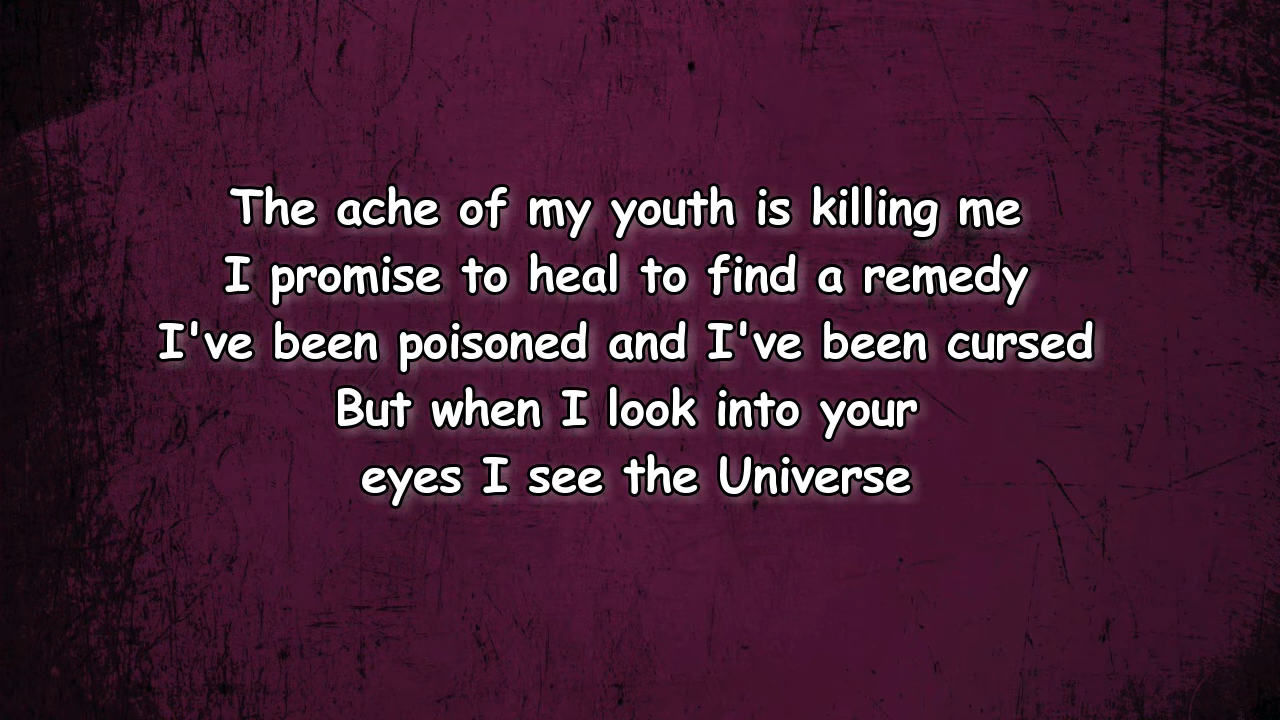 The ache of my youth is killing me
I promise to heal to find a remedy
I've been poisoned and I've been cursed
But when I look into your
eyes I see the Universe